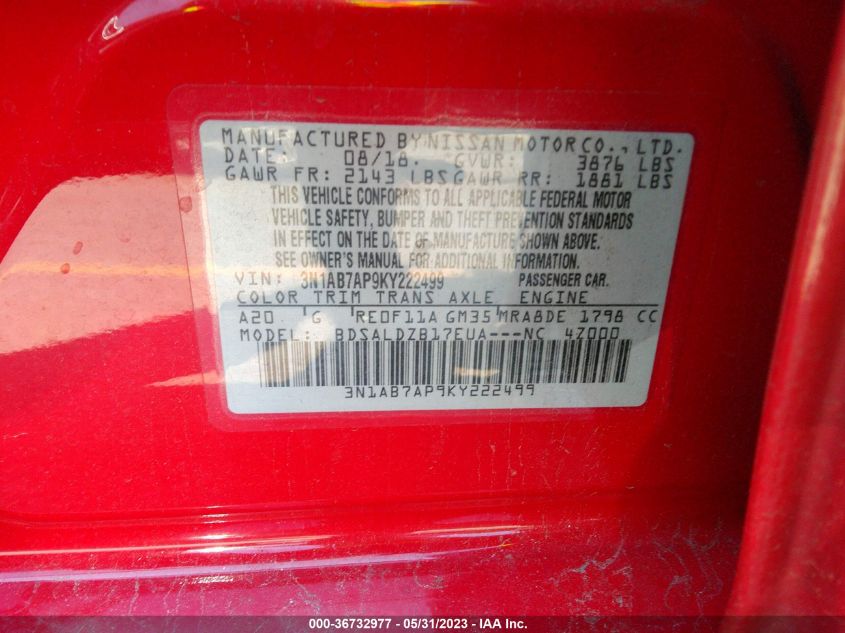 MANUFACTURED BY NISSAN MOTOR CO., LTD.
DATE: 08/18. GVWR: 3876 LBS
GAWR FR: 2143 LBS GAWR RR: 1881 LBS
THIS VEHICLE CONFORMS TO ALL APPLICABLE FEDERAL MOTOR
VEHICLE SAFETY, BUMPER AND THEFT PREVENTION STANDARDS
IN EFFECT ON THE DATE OF MANUFACTURE SHOWN ABOVE.
SEE OWNER'S MANUAL FOR ADDITIONAL INFORMATION.
VIN: 3N1AB7AP9KY222499 PASSENGER CAR.
COLOR TRIM TRANS AXLE ENGINE
A20 G RE0F11A GM35 MRA8DE 1798 CC
MODEL: BDSALDZB17EUA---NC 4Z000
3N1AB7AP9KY222499
000-36732977 - 05/31/2023 - IAA Inc.